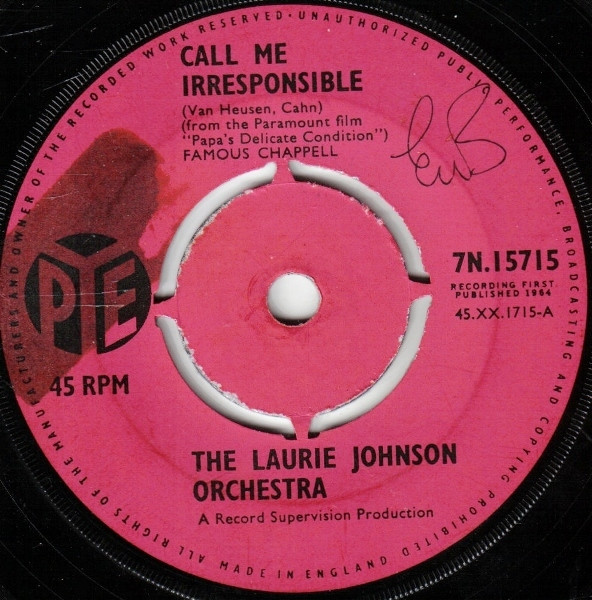 ALL RIGHTS OF THE MANUFACTURERS AND OWNER OF THE RECORDED WORK RESERVED · UNAUTHORIZED PUBLIC PERFORMANCE, BROADCASTING AND COPYING PROHIBITED
CALL ME
IRRESPONSIBLE
(Van Heusen, Cahn)
(from the Paramount film
"Papa's Delicate Condition")
FAMOUS CHAPPELL
PYE
7N.15715
RECORDING FIRST
PUBLISHED 1964
45.XX.1715-A
45 RPM
THE LAURIE JOHNSON
ORCHESTRA
A Record Supervision Production
MADE IN ENGLAND.